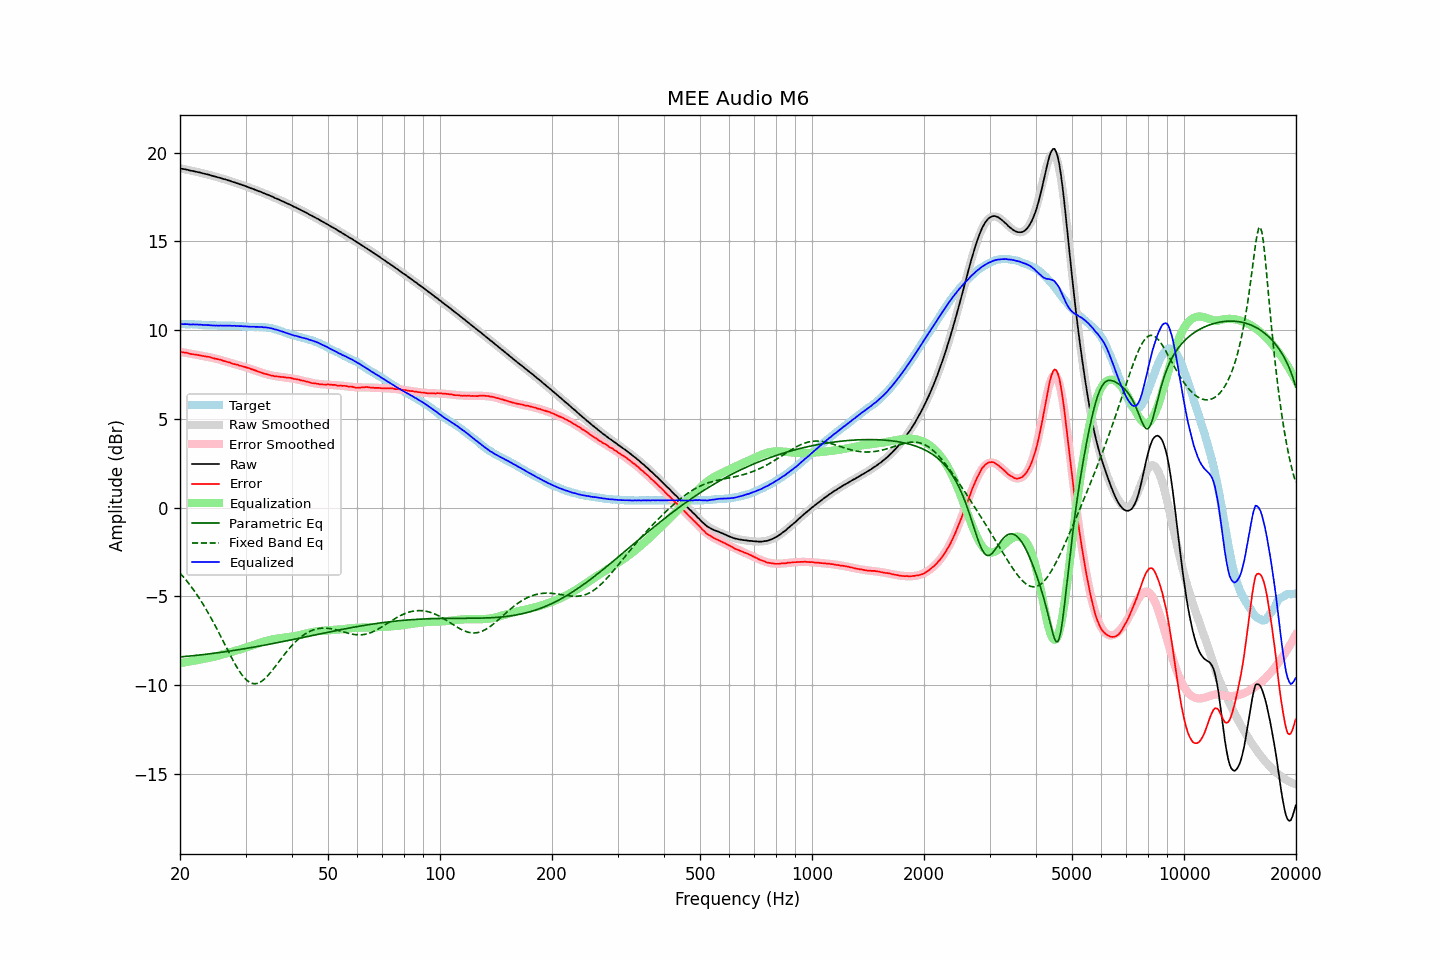 MEE Audio M6
Amplitude (dBr)
20
15
10
5
0
−5
−10
−15
Target
Raw Smoothed
Error Smoothed
Raw
Error
Equalization
Parametric Eq
Fixed Band Eq
Equalized
20 50 100 200 500 1000 2000 5000 10000 20000
Frequency (Hz)